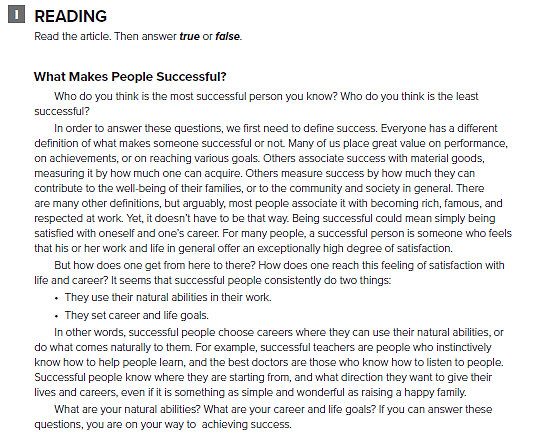 I READING
Read the article. Then answer true or false.
What Makes People Successful?
Who do you think is the most successful person you know? Who do you think is the least
successful?
In order to answer these questions, we first need to define success. Everyone has a different
definition of what makes someone successful or not. Many of us place great value on performance,
on achievements, or on reaching various goals. Others associate success with material goods,
measuring it by how much one can acquire. Others measure success by how much they can
contribute to the well-being of their families, or to the community and society in general. There
are many other definitions, but arguably, most people associate it with becoming rich, famous, and
respected at work. Yet, it doesn't have to be that way. Being successful could mean simply being
satisfied with oneself and one's career. For many people, a successful person is someone who feels
that his or her work and life in general offer an exceptionally high degree of satisfaction.
But how does one get from here to there? How does one reach this feeling of satisfaction with
life and career? It seems that successful people consistently do two things:
• They use their natural abilities in their work.
• They set career and life goals.
In other words, successful people choose careers where they can use their natural abilities, or
do what comes naturally to them. For example, successful teachers are people who instinctively
know how to help people learn, and the best doctors are those who know how to listen to people.
Successful people know where they are starting from, and what direction they want to give their
lives and careers, even if it is something as simple and wonderful as raising a happy family.
What are your natural abilities? What are your career and life goals? If you can answer these
questions, you are on your way to achieving success.